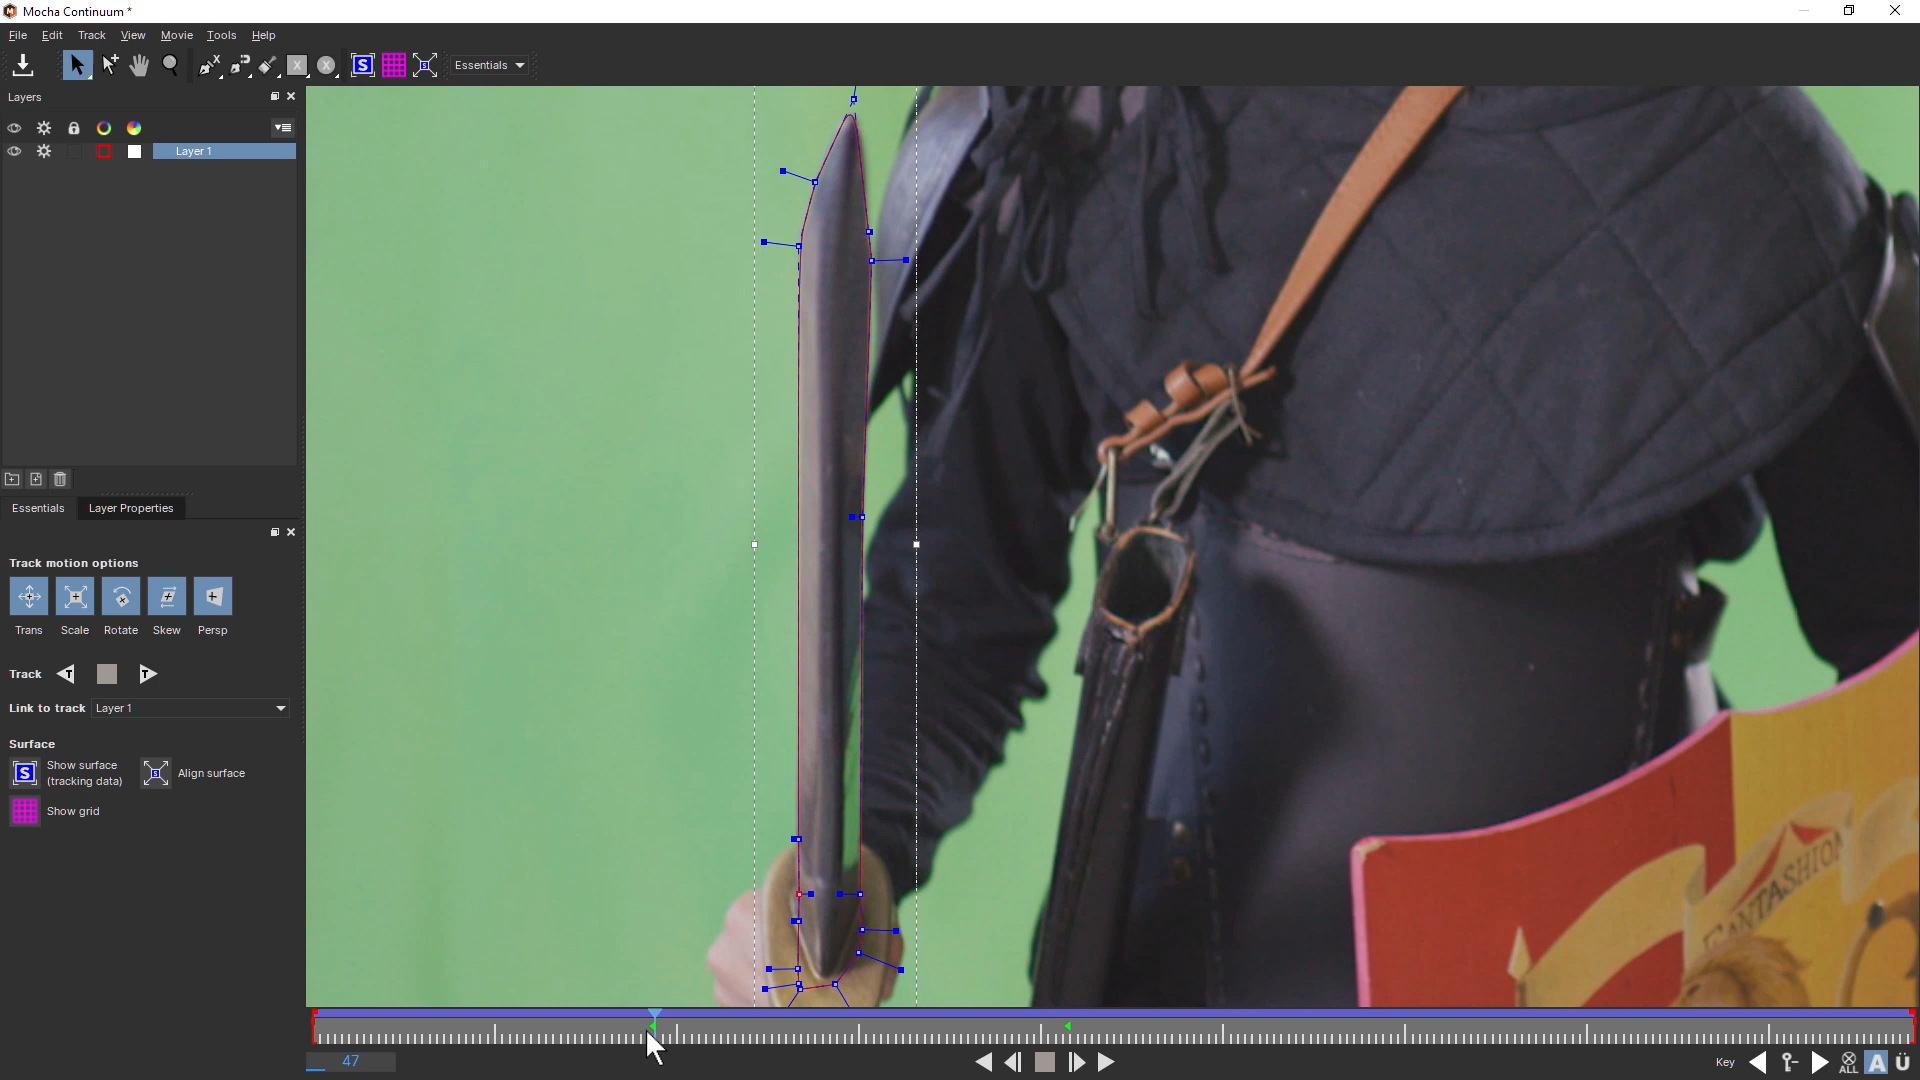 Mocha Continuum *
File Edit Track View Movie Tools Help
S S Essentials
Layers
Layer 1
Essentials Layer Properties
Track motion options
Trans Scale Rotate Skew Persp
Track T T
Link to track Layer 1
Surface
S Show surface (tracking data) S Align surface
Show grid
FANTASHION
47
Key ALL A Ü